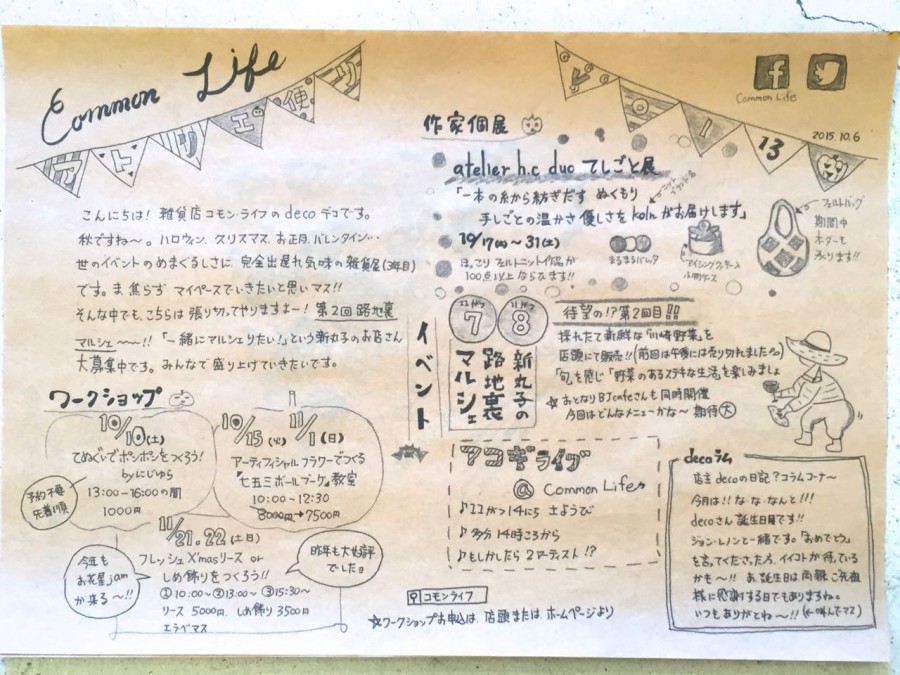 Common Life
アトリエ便り
VOl 13
Common Life
2015.10.6
こんにちは! 雑貨店コモン・ライフのdecoデコです。
秋ですね〜。ハロウィン、クリスマス、お正月、バレンタイン…
世のイベントのめまぐるしさに 完全出遅れ気味の雑貨屋(3年目)
です。ま、焦らず マイペースでいきたいと思いマス!!
そんな中でも、こちらは張り切ってやりますよー! 第2回 路地裏
マルシェ〜〜!! 「一緒にマルシェりたい!」という新丸子のお店さん
大募集中です。みんなで盛り上げていきたいです。
ワークショップ
10/10(土)
てぬぐいでポンポンをつくろう!
byにじゆら
13:00-16:00の間
1000円
予約不要
先着順
10/15(火) 11/1(日)
アーティフィシャルフラワーでつくる
「七五三ボールブーケ」教室
10:00-12:30
8000円→7500円
11/21.22(土日)
フレッシュX'masリース or
しめ飾りをつくろう!!
①10:00〜②13:00〜③15:30〜
リース 5000円 しめ飾り 3500円
エラベマス
今年も
お花屋jam
が来る〜!!
昨年も大好評
でした。
作家個展
atelier h.c duo てしごと展
「一本の糸から紡ぎだす ぬくもり
手しごとの温かさ 優しさを kolnがお届けします」
10/17(土)〜31(土)
ほっこり フェルトニット作品が
100点以上ならびます!!
まるまるバレッタ
アイシングクッキー
小物ケース
フェルトバッグ
期間中
オーダーも
承ります!!
イベント
11がつ 7 11がつ 8
新丸子の
路地裏
マルシェ
待望の!?第2回目!!
採れたて新鮮な「川崎野菜」を
店頭にて販売!!(前回は午後には売り切れました)
「旬」を感じ「野菜のあるステキな生活」を楽しみましょ
☆おとなりBJcafeさんも同時開催
今回はどんなメニューかな〜 期待大
アコギライブ
@ Common Life♪
♪11がつ14にち どようび
♪多分14時ころから
♪もしかしたら 2アーティスト!?
コモンライフ
☆ワークショップお申込は、店頭または ホームページより
decoラム
店主decoの日記?コラムコーナー〜
今月は!!な・な・なんと!!!
decoさん誕生日月です!!
ジョン・レノンと一緒です。「おめでとう」
を言ってくださった方、イイコトが待っている
かも〜!! あ、誕生日は両親、ご先祖
様に感謝する日でもありますね。
いつもありがとね〜!!(←叫んでマス)